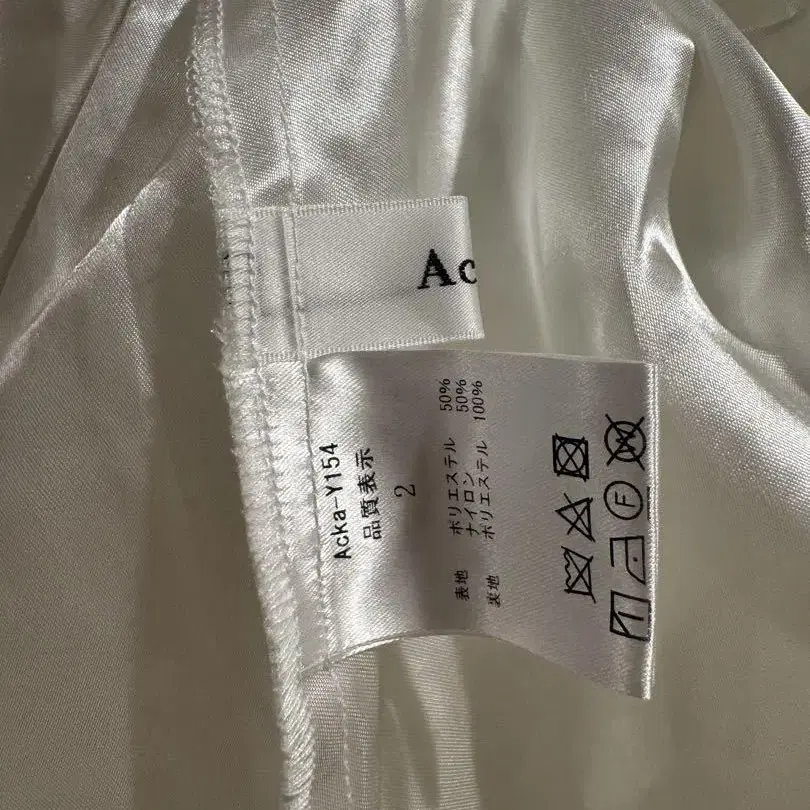 Ac
Acka-Y154
品質表示
2
表地 ポリエステル 50%
ナイロン 50%
裏地 ポリエステル 100%
F